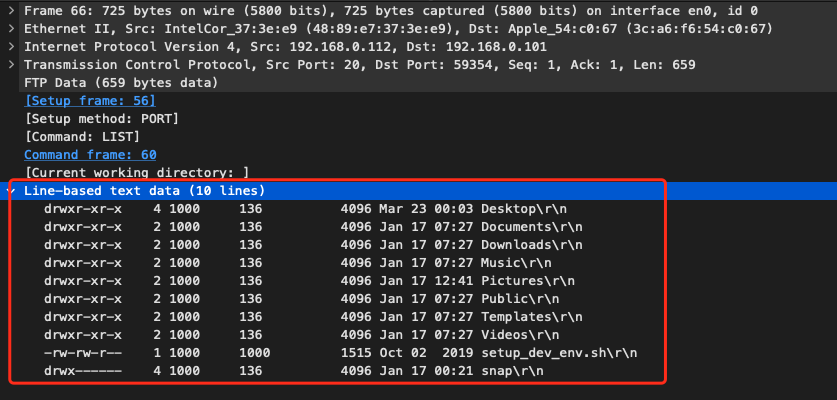 Frame 66: 725 bytes on wire (5800 bits), 725 bytes captured (5800 bits) on interface en0, id 0
Ethernet II, Src: IntelCor_37:3e:e9 (48:89:e7:37:3e:e9), Dst: Apple_54:c0:67 (3c:a6:f6:54:c0:67)
Internet Protocol Version 4, Src: 192.168.0.112, Dst: 192.168.0.101
Transmission Control Protocol, Src Port: 20, Dst Port: 59354, Seq: 1, Ack: 1, Len: 659
FTP Data (659 bytes data)
[Setup frame: 56]
[Setup method: PORT]
[Command: LIST]
Command frame: 60
[Current working directory: ]
Line-based text data (10 lines)
drwxr-xr-x    4 1000     136          4096 Mar 23 00:03 Desktop\r\n
drwxr-xr-x    2 1000     136          4096 Jan 17 07:27 Documents\r\n
drwxr-xr-x    2 1000     136          4096 Jan 17 07:27 Downloads\r\n
drwxr-xr-x    2 1000     136          4096 Jan 17 07:27 Music\r\n
drwxr-xr-x    2 1000     136          4096 Jan 17 12:41 Pictures\r\n
drwxr-xr-x    2 1000     136          4096 Jan 17 07:27 Public\r\n
drwxr-xr-x    2 1000     136          4096 Jan 17 07:27 Templates\r\n
drwxr-xr-x    2 1000     136          4096 Jan 17 07:27 Videos\r\n
-rw-rw-r--    1 1000     1000         1515 Oct 02  2019 setup_dev_env.sh\r\n
drwx------    4 1000     136          4096 Jan 17 00:21 snap\r\n